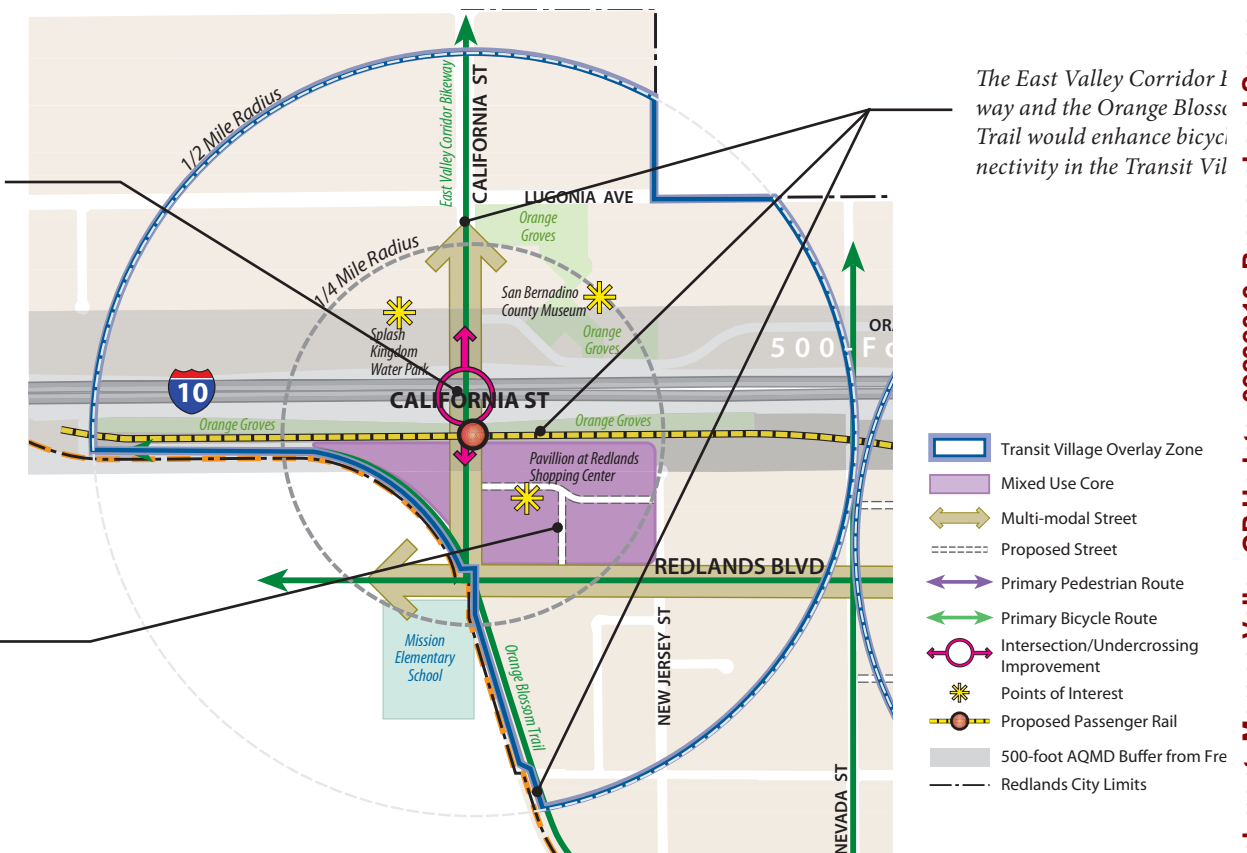 The East Valley Corridor
way and the Orange
Trail would enhance
nectivity in the Transit
1/2 Mile Radius
East Valley Corridor Bikeway
CALIFORNIA ST
LUGONIA AVE
Orange
Groves
1/4 Mile Radius
San Bernadino
County Museum
Splash
Kingdom
Water Park
Orange
Groves
10
CALIFORNIA ST
Orange Groves
Orange Groves
Pavillion at Redlands
Shopping Center
REDLANDS BLVD
Mission
Elementary
School
Orange Blossom Trail
NEW JERSEY ST
NEVADA ST
Transit Village Overlay Zone
Mixed Use Core
Multi-modal Street
Proposed Street
Primary Pedestrian Route
Primary Bicycle Route
Intersection/Undercrossing
Improvement
Points of Interest
Proposed Passenger Rail
500-foot AQMD Buffer from
Redlands City Limits